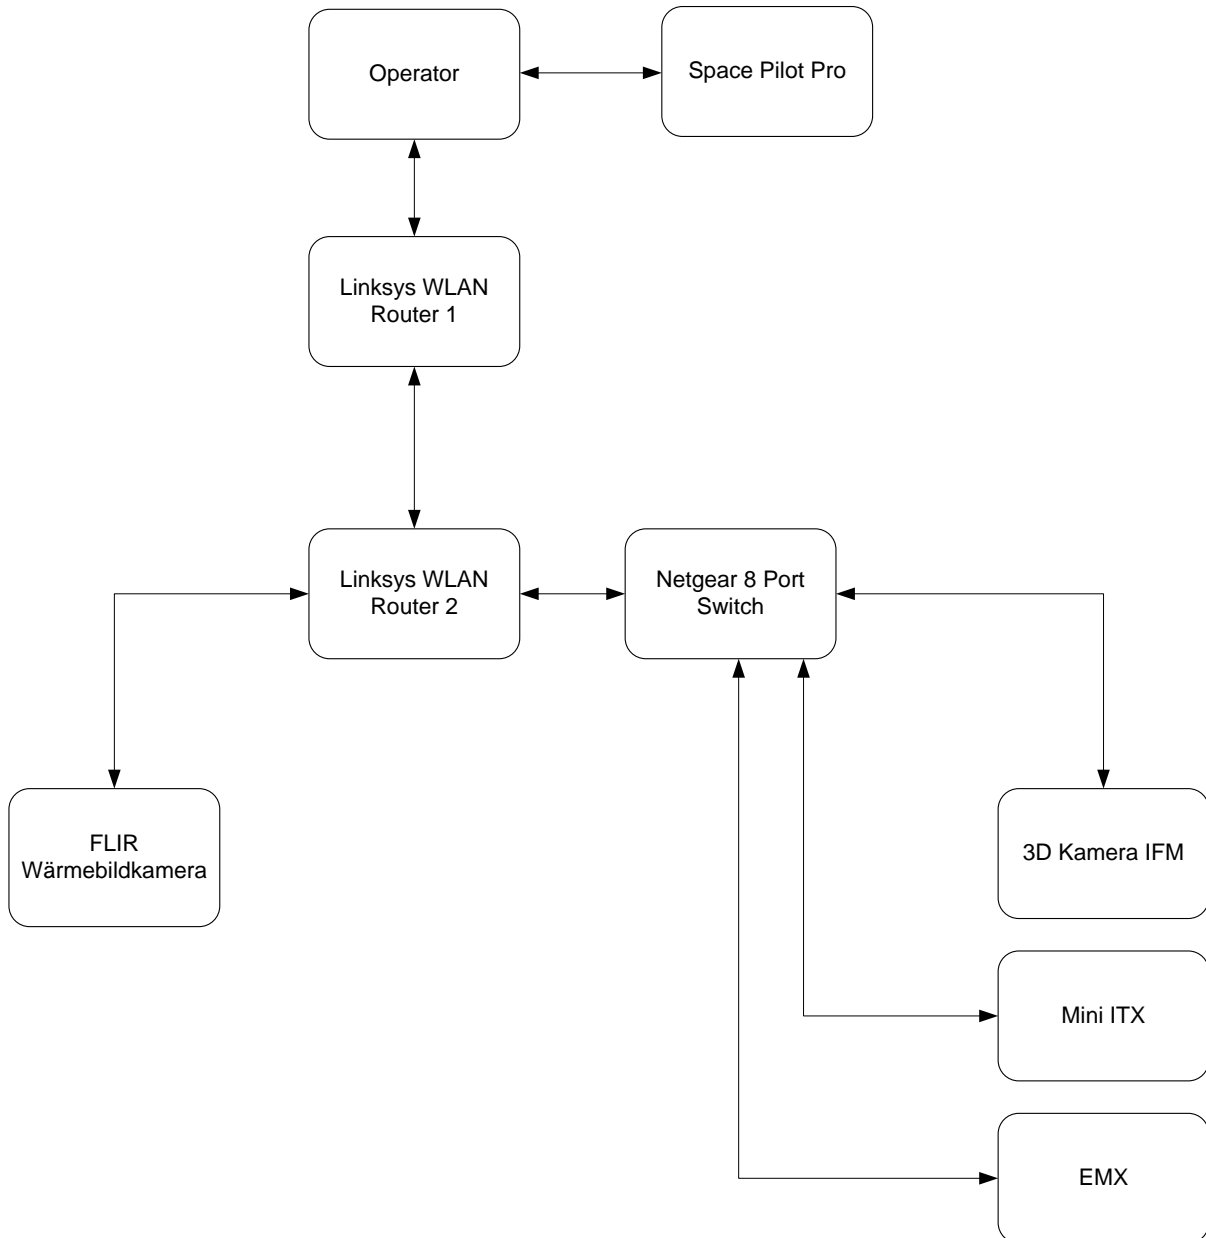 Operator
Space Pilot Pro
Linksys WLAN
Router 1
Linksys WLAN
Router 2
Netgear 8 Port
Switch
FLIR
Wärmebildkamera
3D Kamera IFM
Mini ITX
EMX